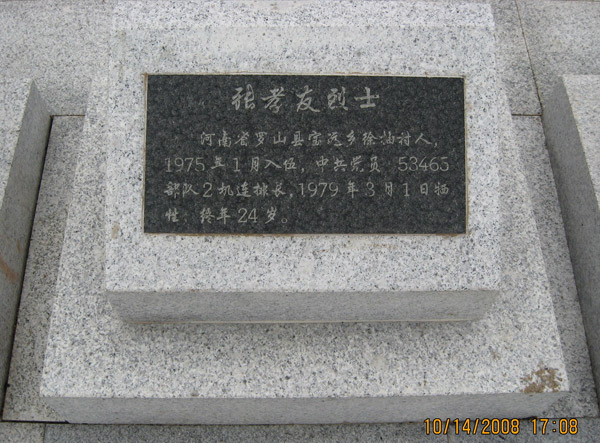 张孝友烈士
河南省罗山县宝远乡徐油村人，
1975年1月入伍，中共党员，53465
部队2机连排长，1979年3月1日牺
牲，终年24岁。
10/14/2008 17:08